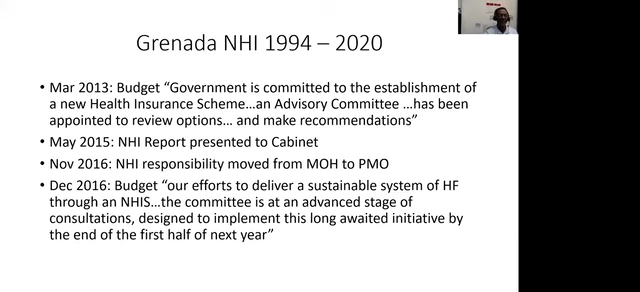 Grenada NHI 1994 – 2020
• Mar 2013: Budget “Government is committed to the establishment of
a new Health Insurance Scheme…an Advisory Committee …has been
appointed to review options… and make recommendations”
• May 2015: NHI Report presented to Cabinet
• Nov 2016: NHI responsibility moved from MOH to PMO
• Dec 2016: Budget “our efforts to deliver a sustainable system of HF
through an NHIS…the committee is at an advanced stage of
consultations, designed to implement this long awaited initiative by
the end of the first half of next year”